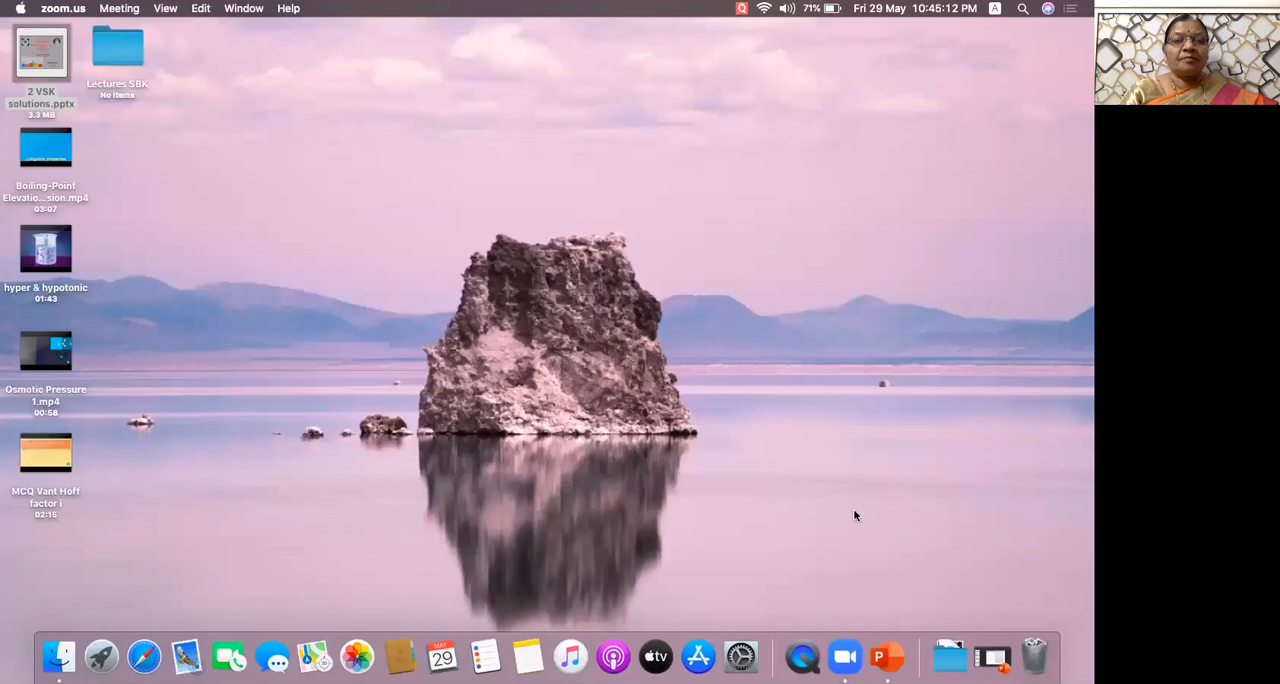 zoom.us Meeting View Edit Window Help
Q 71% Fri 29 May 10:45:12 PM A
2 VSK
solutions.pptx
3.3 MB
Lectures SBK
No items
Boiling-Point
Elevatio...sion.mp4
03:07
hyper & hypotonic
01:43
Osmotic Pressure
1.mp4
00:58
MCQ Vant Hoff
factor i
02:15
MAY
29
tv
P